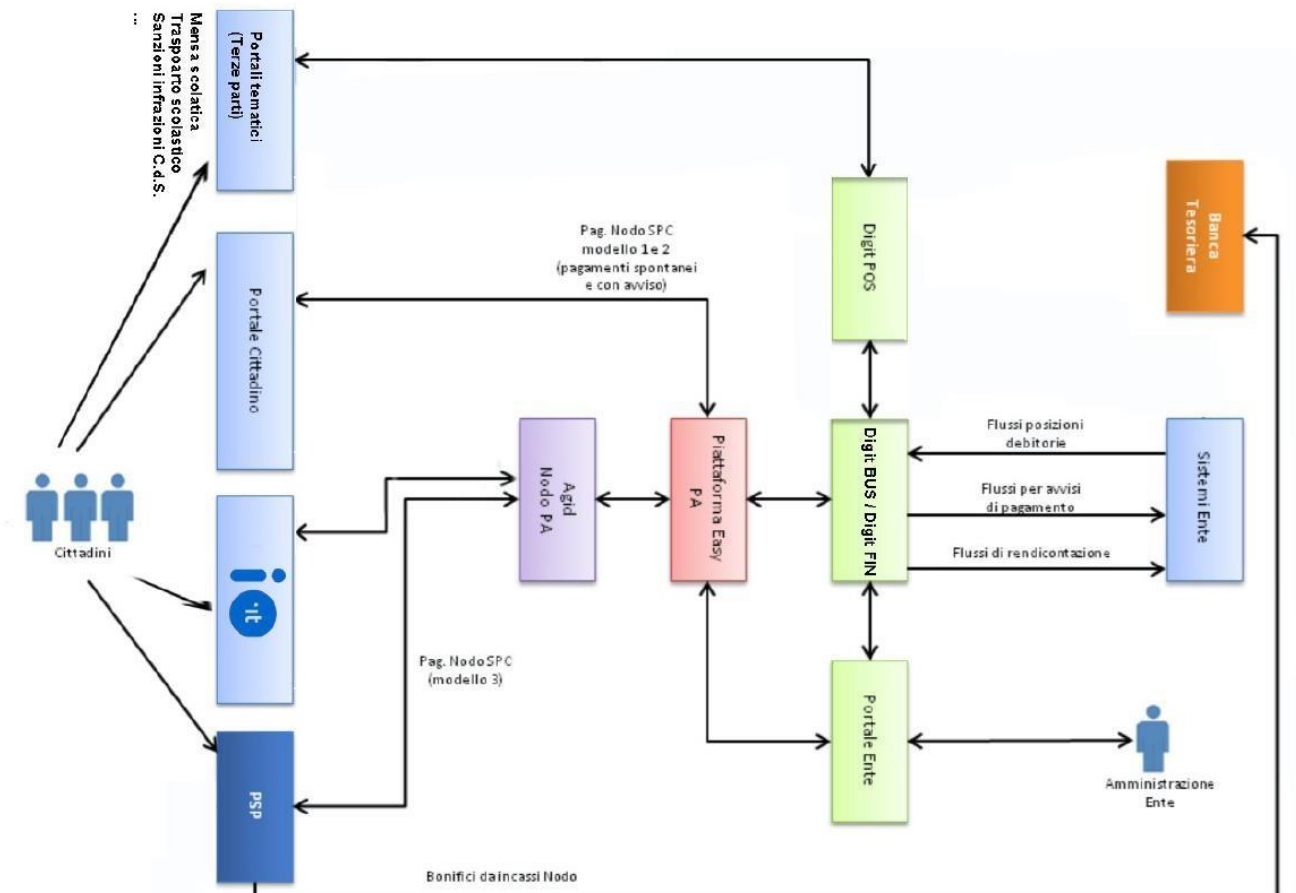 Mensa scolatica
Traspoarto scolastico
Sanzioni infrazioni C.d.S.
...
Portali tematici
(Terze parti)
Portale Cittadino
Pag. Nodo SPC
modello 1 e 2
(pagamenti spontanei
e con avviso)
Digit POS
Banca
Tesoriera
Cittadini
.it
Agid
Nodo PA
Piattaforma Easy
PA
Digit BUS / Digit FIN
Flussi posizioni
debitorie
Flussi per avvisi
di pagamento
Flussi di rendicontazione
Sistemi Ente
Pag. Nodo SPC
(modello 3)
Portale Ente
Amministrazione
Ente
PSP
Bonifici da incassi Nodo